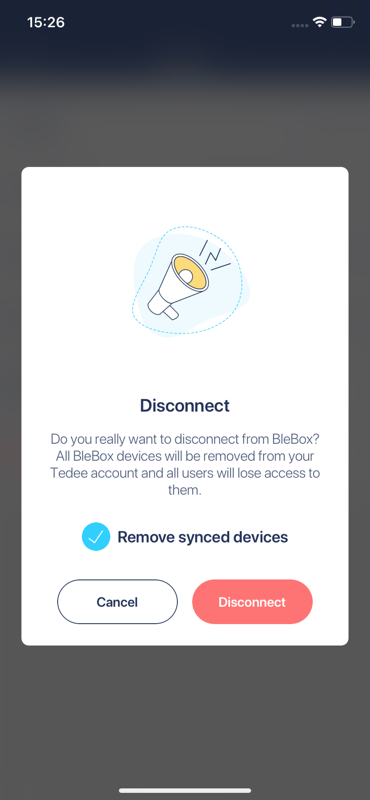 15:26
Disconnect
Do you really want to disconnect from BleBox?
All BleBox devices will be removed from your
Tedee account and all users will lose access to
them.
Remove synced devices
Cancel
Disconnect